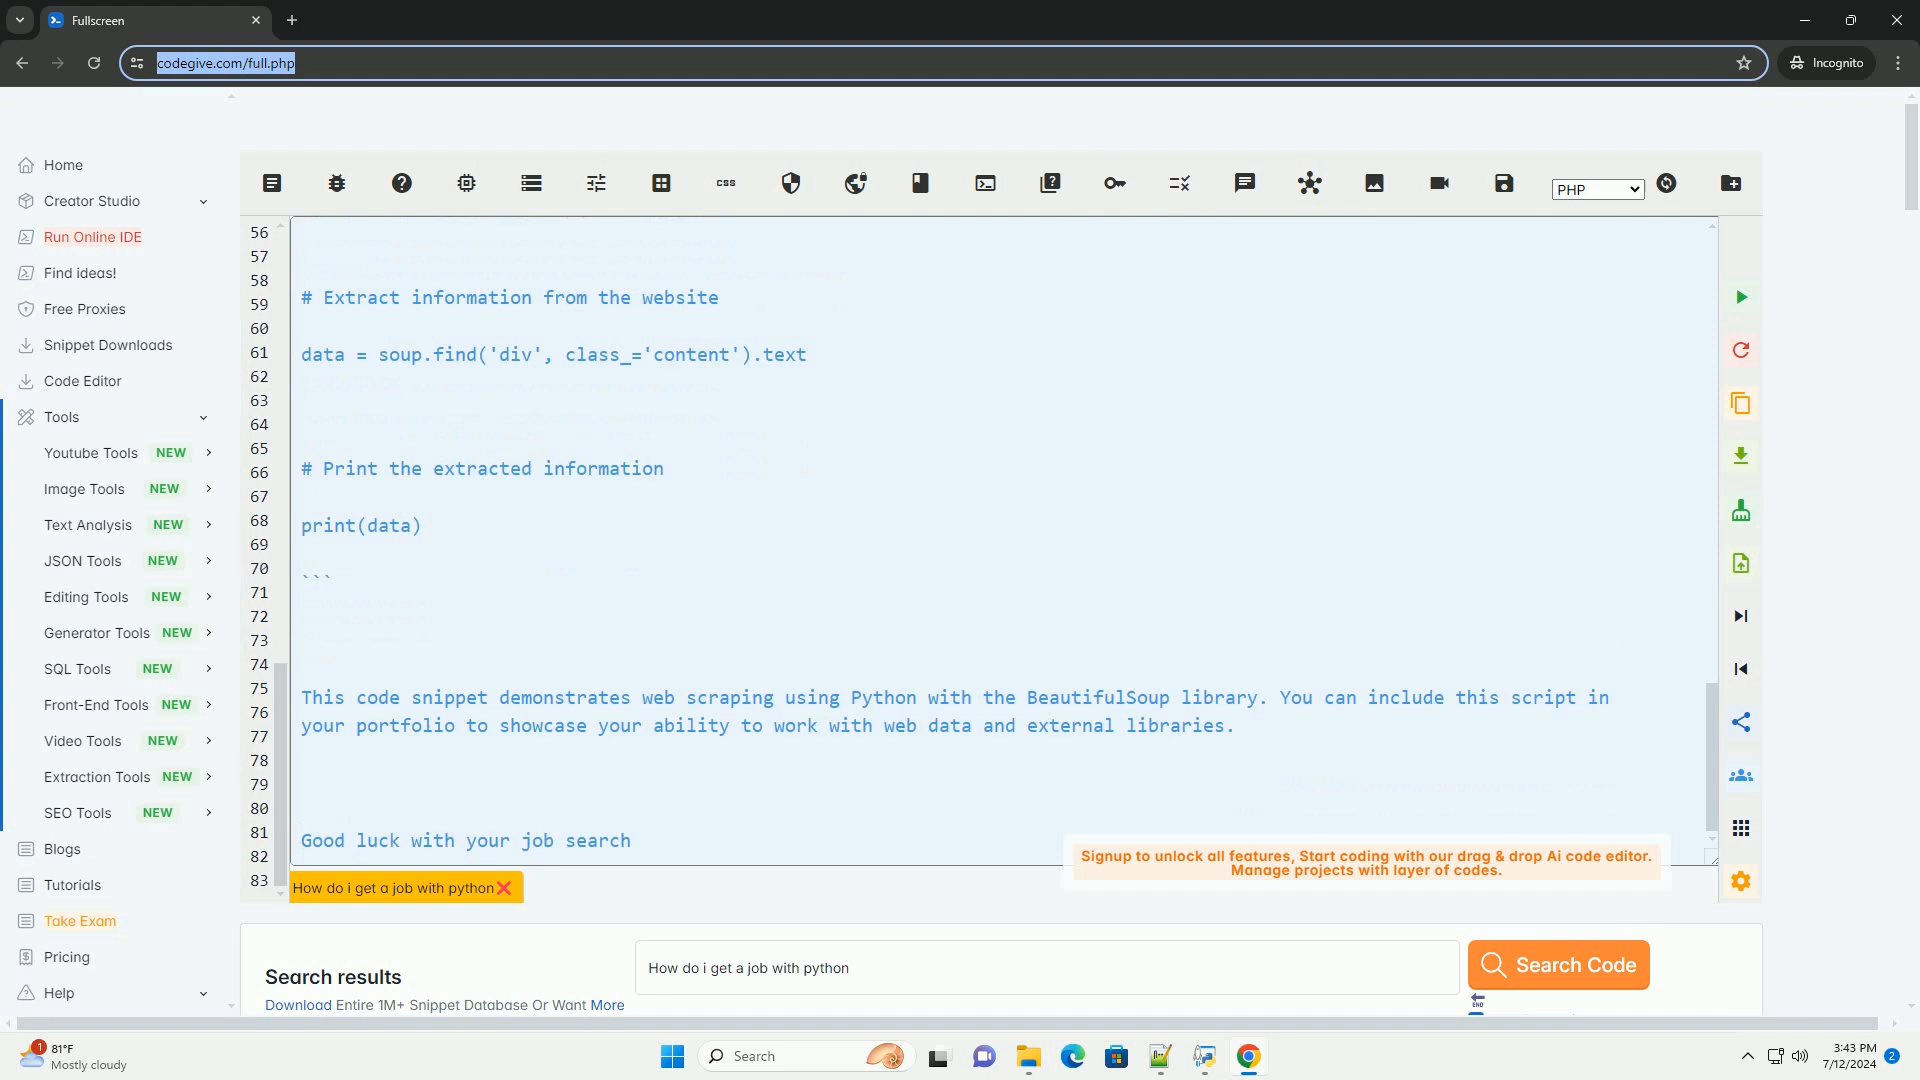 Fullscreen
codegive.com/full.php
Incognito
Home
Creator Studio
Run Online IDE
Find ideas!
Free Proxies
Snippet Downloads
Code Editor
Tools
Youtube Tools NEW
Image Tools NEW
Text Analysis NEW
JSON Tools NEW
Editing Tools NEW
Generator Tools NEW
SQL Tools NEW
Front-End Tools NEW
Video Tools NEW
Extraction Tools NEW
SEO Tools NEW
Blogs
Tutorials
Take Exam
Pricing
Help
css
PHP
56
57
58
59
60
61
62
63
64
65
66
67
68
69
70
71
72
73
74
75
76
77
78
79
80
81
82
83
# Extract information from the website
data = soup.find('div', class_='content').text
# Print the extracted information
print(data)
```
This code snippet demonstrates web scraping using Python with the BeautifulSoup library. You can include this script in
your portfolio to showcase your ability to work with web data and external libraries.
Good luck with your job search
Signup to unlock all features, Start coding with our drag & drop Ai code editor.
Manage projects with layer of codes.
How do i get a job with python
Search results
Download Entire 1M+ Snippet Database Or Want More
How do i get a job with python
Search Code
END
1
81°F
Mostly cloudy
Search
3:43 PM
7/12/2024
2